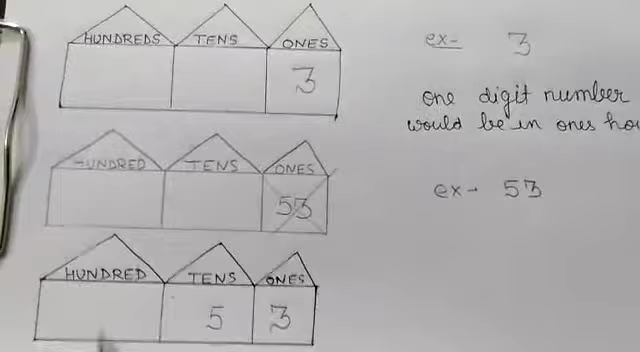 HUNDREDS TENS ONES
3
ex- 3
one digit number
would be in ones
HUNDRED TENS ONES
53
ex- 53
HUNDRED TENS ONES
5 3